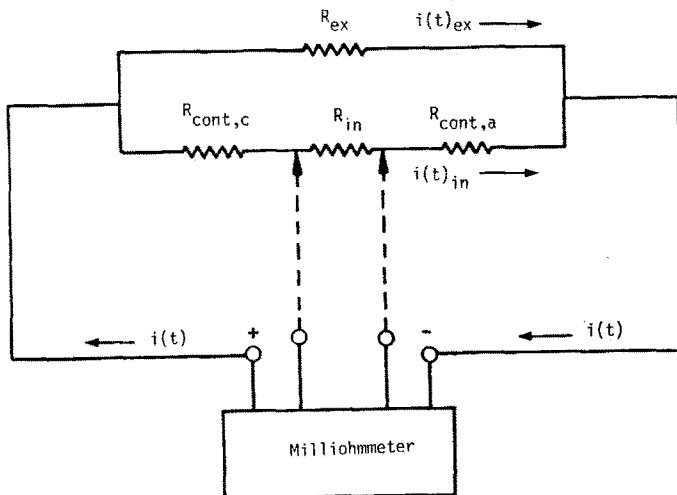 R_ex
i(t)_ex
R_cont,c
R_in
R_cont,a
i(t)_in
+
-
i(t)
i(t)
Milliohmmeter